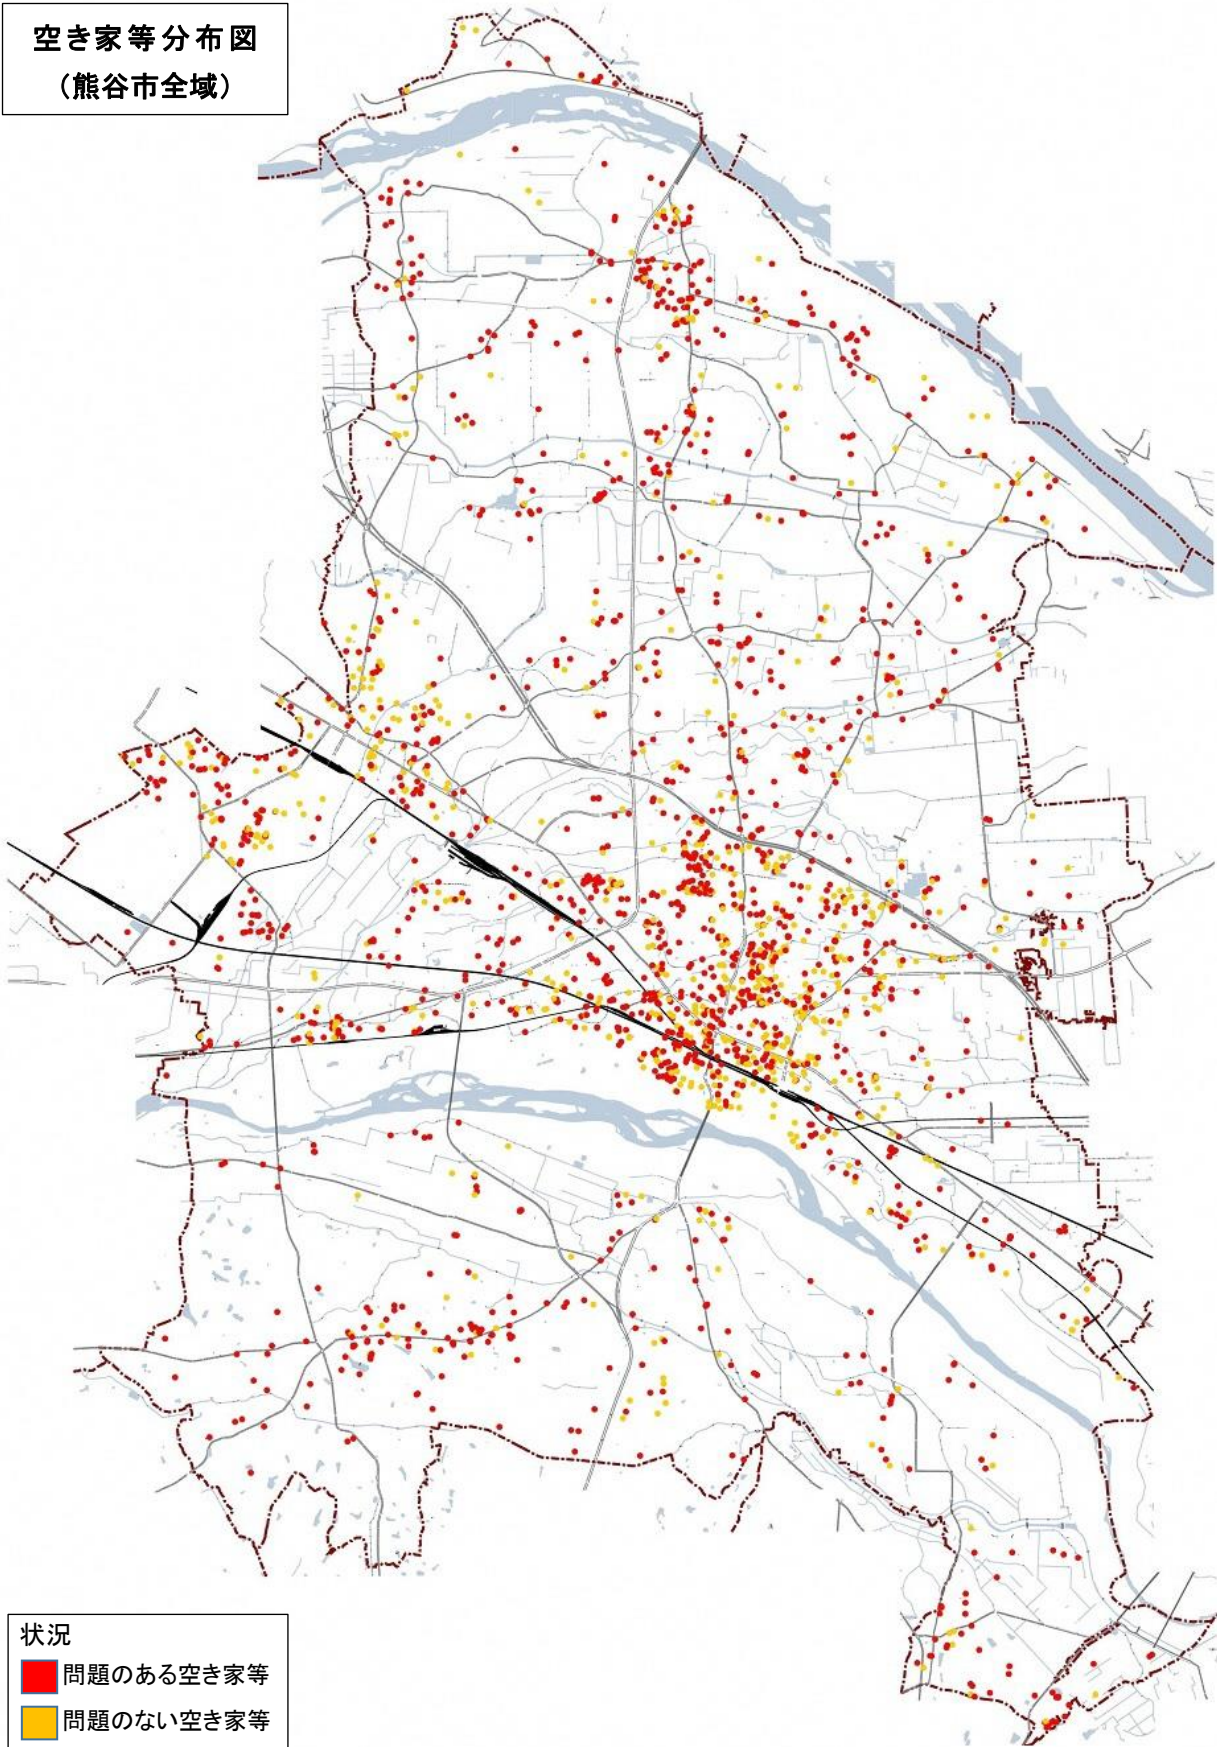 空き家等分布図
（熊谷市全域）
状況
問題のある空き家等
問題のない空き家等